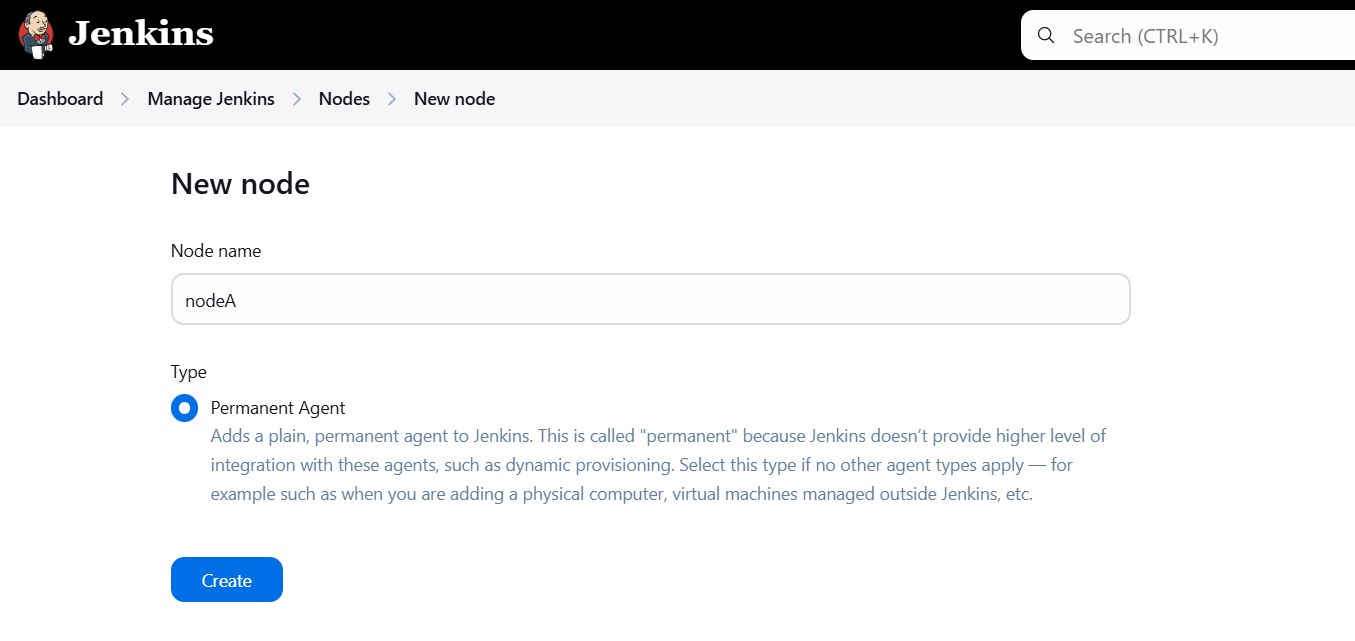 Jenkins
Search (CTRL+K)
Dashboard > Manage Jenkins > Nodes > New node
New node
Node name
nodeA
Type
Permanent Agent
Adds a plain, permanent agent to Jenkins. This is called "permanent" because Jenkins doesn’t provide higher level of
integration with these agents, such as dynamic provisioning. Select this type if no other agent types apply — for
example such as when you are adding a physical computer, virtual machines managed outside Jenkins, etc.
Create